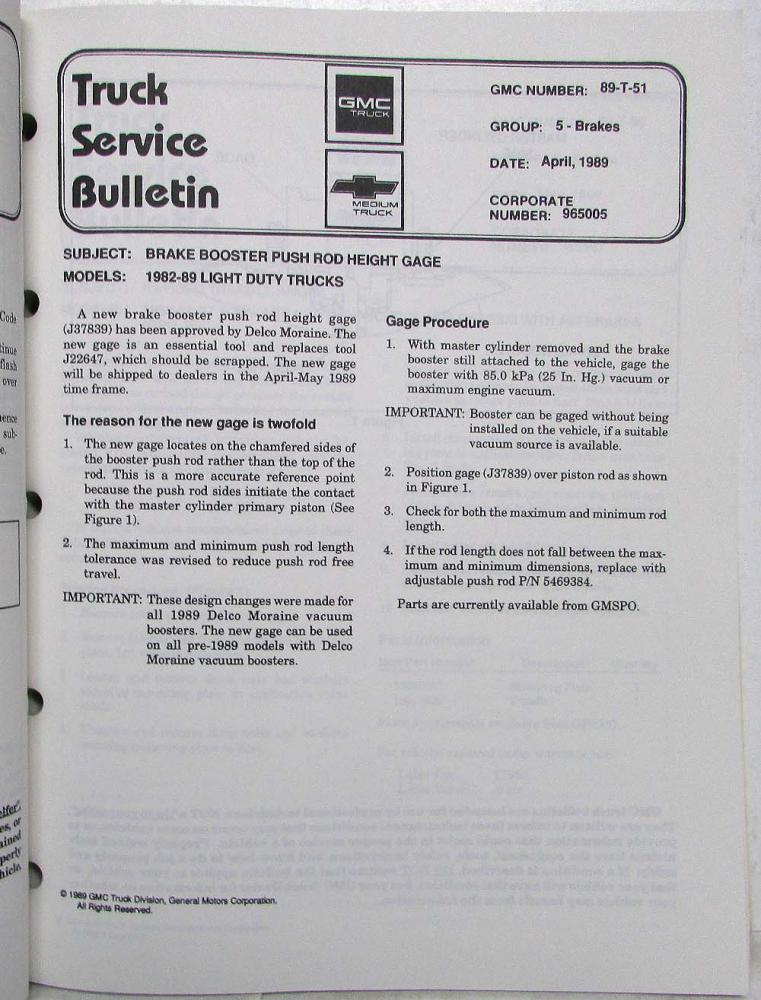 Truck
Service
Bulletin
GMC
TRUCK
MEDIUM
TRUCK
GMC NUMBER: 89-T-51
GROUP: 5 - Brakes
DATE: April, 1989
CORPORATE
NUMBER: 965005
SUBJECT: BRAKE BOOSTER PUSH ROD HEIGHT GAGE
MODELS: 1982-89 LIGHT DUTY TRUCKS
A new brake booster push rod height gage
(J37839) has been approved by Delco Moraine. The
new gage is an essential tool and replaces tool
J22647, which should be scrapped. The new gage
will be shipped to dealers in the April-May 1989
time frame.
The reason for the new gage is twofold
1. The new gage locates on the chamfered sides of
the booster push rod rather than the top of the
rod. This is a more accurate reference point
because the push rod sides initiate the contact
with the master cylinder primary piston (See
Figure 1).
2. The maximum and minimum push rod length
tolerance was revised to reduce push rod free
travel.
IMPORTANT: These design changes were made for
all 1989 Delco Moraine vacuum
boosters. The new gage can be used
on all pre-1989 models with Delco
Moraine vacuum boosters.
Gage Procedure
1. With master cylinder removed and the brake
booster still attached to the vehicle, gage the
booster with 85.0 kPa (25 In. Hg.) vacuum or
maximum engine vacuum.
IMPORTANT: Booster can be gaged without being
installed on the vehicle, if a suitable
vacuum source is available.
2. Position gage (J37839) over piston rod as shown
in Figure 1.
3. Check for both the maximum and minimum rod
length.
4. If the rod length does not fall between the max-
imum and minimum dimensions, replace with
adjustable push rod P/N 5469384.
Parts are currently available from GMSPO.
© 1989 GMC Truck Division, General Motors Corporation.
All Rights Reserved.
Code
tinue
flash
over
uence
sub-
e.
elfer".
es, or
ained
perly
hicle.